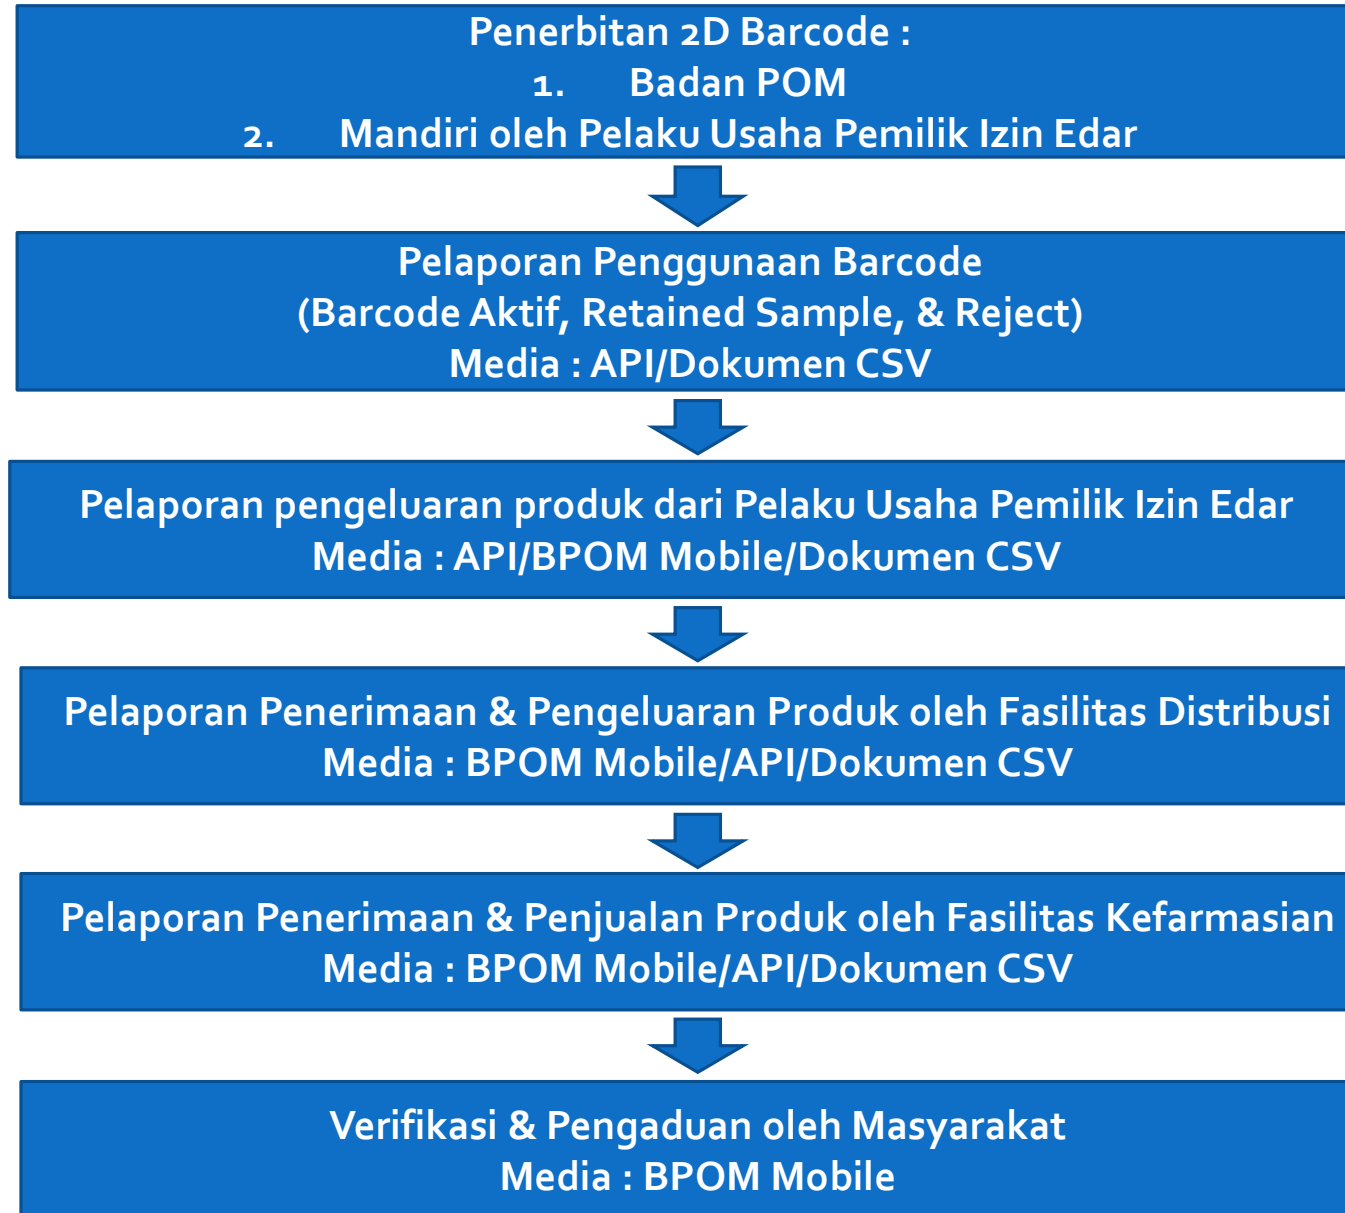 Penerbitan 2D Barcode :
1. Badan POM
2. Mandiri oleh Pelaku Usaha Pemilik Izin Edar
Pelaporan Penggunaan Barcode
(Barcode Aktif, Retained Sample, & Reject)
Media : API/Dokumen CSV
Pelaporan pengeluaran produk dari Pelaku Usaha Pemilik Izin Edar
Media : API/BPOM Mobile/Dokumen CSV
Pelaporan Penerimaan & Pengeluaran Produk oleh Fasilitas Distribusi
Media : BPOM Mobile/API/Dokumen CSV
Pelaporan Penerimaan & Penjualan Produk oleh Fasilitas Kefarmasian
Media : BPOM Mobile/API/Dokumen CSV
Verifikasi & Pengaduan oleh Masyarakat
Media : BPOM Mobile